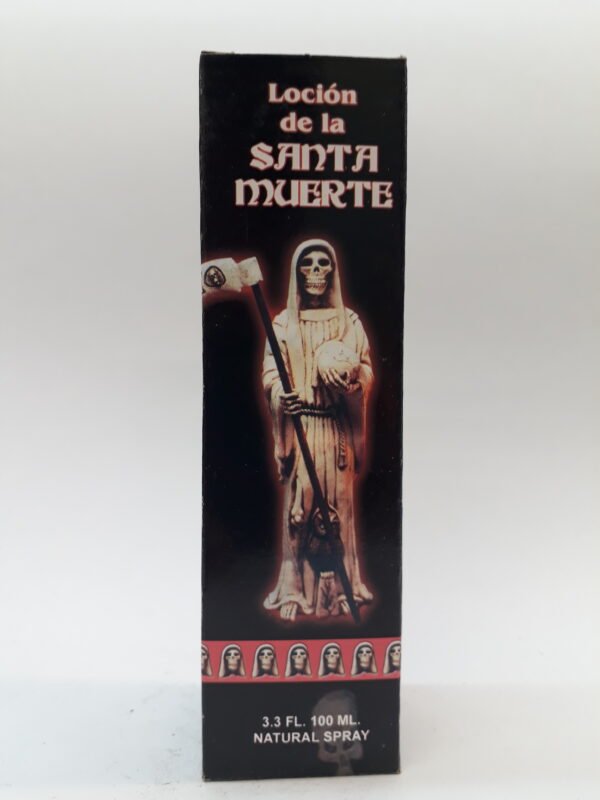 Loción
de la
SANTA
MUERTE
3.3 FL. 100 ML.
NATURAL SPRAY